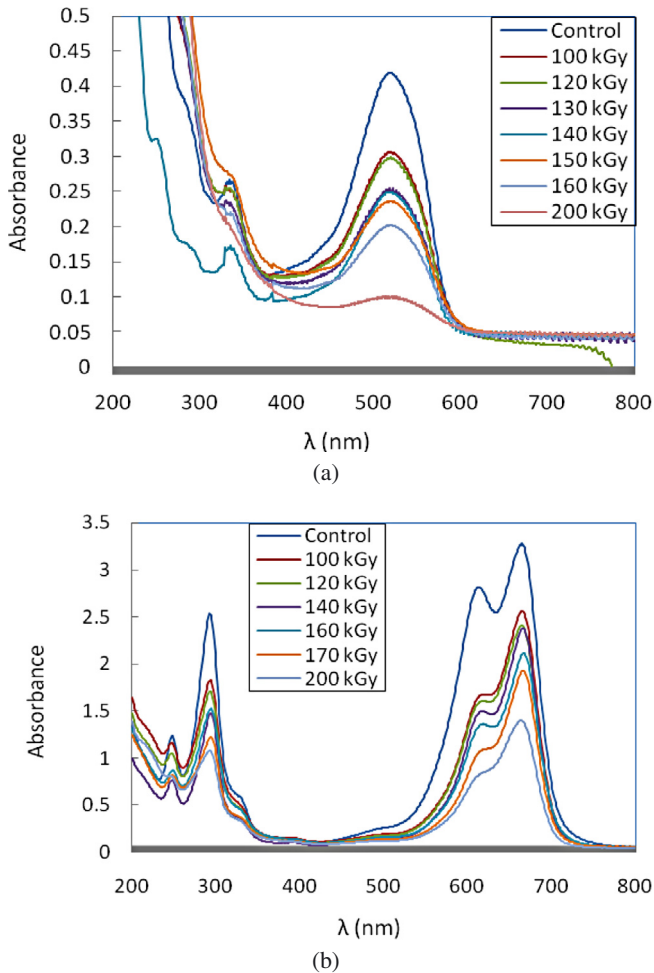 0.5
0.45
0.4
0.35
0.3
0.25
0.2
0.15
0.1
0.05
0
Absorbance
Control
100 kGy
120 kGy
130 kGy
140 kGy
150 kGy
160 kGy
200 kGy
200 300 400 500 600 700 800
λ (nm)
(a)
3.5
3
2.5
2
1.5
1
0.5
0
Absorbance
Control
100 kGy
120 kGy
140 kGy
160 kGy
170 kGy
200 kGy
200 300 400 500 600 700 800
λ (nm)
(b)